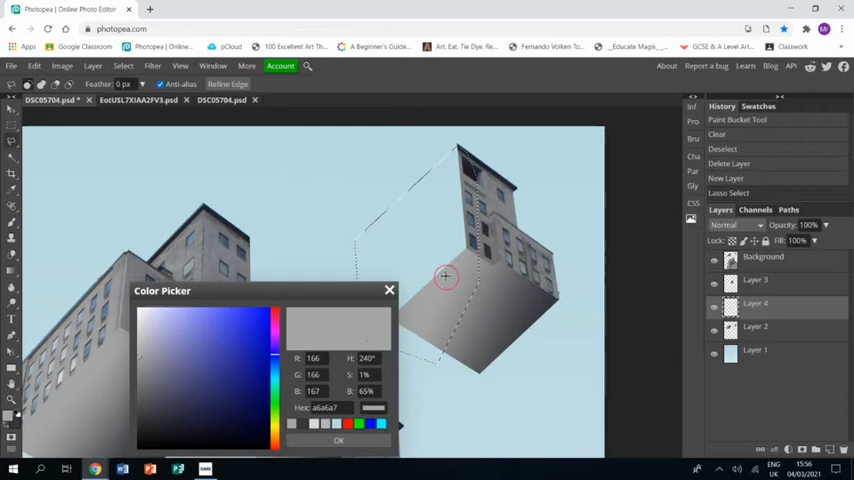 Photopea | Online Photo Editor
photopea.com
Apps
Google Classroom
Photopea | Online P...
pCloud
100 Excellent Art Th...
A Beginner's Guide...
Art. Eat, Tie Dye. Re...
Fernando Volken To...
__Educate Magis_ -...
GCSE & A Level Art...
Classwork
File Edit Image Layer Select Filter View Window More Account
About Report a bug Learn Blog API
Feather: 0 px
Anti-alias
Refine Edge
DSC05704.psd *
EotUSL7XIAA2FV3.psd
DSC05704.psd
Inf
Pro
Bru
Cha
Par
Gly
CSS
History Swatches
Paint Bucket Tool
Clear
Deselect
Delete Layer
New Layer
Lasso Select
Layers Channels Paths
Normal Opacity: 100%
Lock: Fill: 100%
Background
Layer 3
Layer 4
Layer 2
Layer 1
Color Picker
R: 166 H: 240°
G: 166 S: 1%
B: 167 B: 65%
Hex: a6a6a7
OK
ENG
UK
15:56
04/03/2021